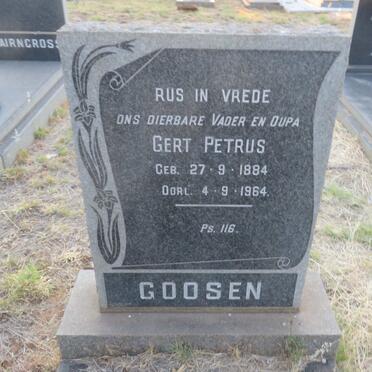 AIRNCROSS
RUS IN VREDE
ONS DIERBARE VADER EN OUPA
GERT PETRUS
GEB. 27-9-1884
OORL. 4-9-1964.
PS. 116.
GOOSEN